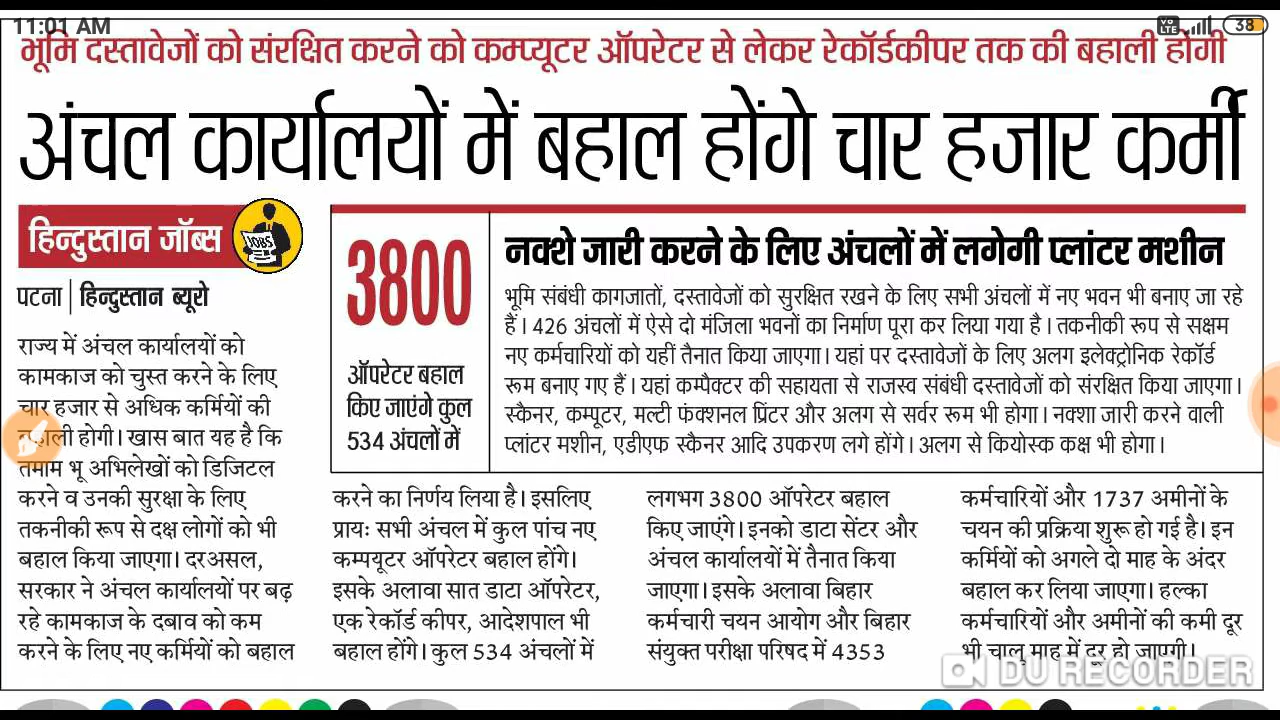 11:01 AM
VO LTE
38
भूमि दस्तावेजों को संरक्षित करने को कम्प्यूटर ऑपरेटर से लेकर रेकॉर्डकीपर तक की बहाली होगी
अंचल कार्यालयों में बहाल होंगे चार हजार कर्मी
हिन्दुस्तान जॉब्स
JOBS
पटना | हिन्दुस्तान ब्यूरो
राज्य में अंचल कार्यालयों को
कामकाज को चुस्त करने के लिए
चार हजार से अधिक कर्मियों की
बहाली होगी। खास बात यह है कि
तमाम भू अभिलेखों को डिजिटल
करने व उनकी सुरक्षा के लिए
तकनीकी रूप से दक्ष लोगों को भी
बहाल किया जाएगा। दरअसल,
सरकार ने अंचल कार्यालयों पर बढ़
रहे कामकाज के दबाव को कम
करने के लिए नए कर्मियों को बहाल
3800
ऑपरेटर बहाल
किए जाएंगे कुल
534 अंचलों में
नक्शे जारी करने के लिए अंचलों में लगेगी प्लांटर मशीन
भूमि संबंधी कागजातों, दस्तावेजों को सुरक्षित रखने के लिए सभी अंचलों में नए भवन भी बनाए जा रहे
हैं। 426 अंचलों में ऐसे दो मंजिला भवनों का निर्माण पूरा कर लिया गया है। तकनीकी रूप से सक्षम
नए कर्मचारियों को यहीं तैनात किया जाएगा। यहां पर दस्तावेजों के लिए अलग इलेक्ट्रोनिक रेकॉर्ड
रूम बनाए गए हैं। यहां कम्पैक्टर की सहायता से राजस्व संबंधी दस्तावेजों को संरक्षित किया जाएगा।
स्कैनर, कम्पूटर, मल्टी फंक्शनल प्रिंटर और अलग से सर्वर रूम भी होगा। नक्शा जारी करने वाली
प्लांटर मशीन, एडीएफ स्कैनर आदि उपकरण लगे होंगे। अलग से कियोस्क कक्ष भी होगा।
करने का निर्णय लिया है। इसलिए
प्रायः सभी अंचल में कुल पांच नए
कम्पयूटर ऑपरेटर बहाल होंगे।
इसके अलावा सात डाटा ऑपरेटर,
एक रेकॉर्ड कीपर, आदेशपाल भी
बहाल होंगे। कुल 534 अंचलों में
लगभग 3800 ऑपरेटर बहाल
किए जाएंगे। इनको डाटा सेंटर और
अंचल कार्यालयों में तैनात किया
जाएगा। इसके अलावा बिहार
कर्मचारी चयन आयोग और बिहार
संयुक्त परीक्षा परिषद में 4353
कर्मचारियों और 1737 अमीनों के
चयन की प्रक्रिया शुरू हो गई है। इन
कर्मियों को अगले दो माह के अंदर
बहाल कर लिया जाएगा। हल्का
कर्मचारियों और अमीनों की कमी दूर
भी चालू माह में दूर हो जाएगी।
DU RECORDER